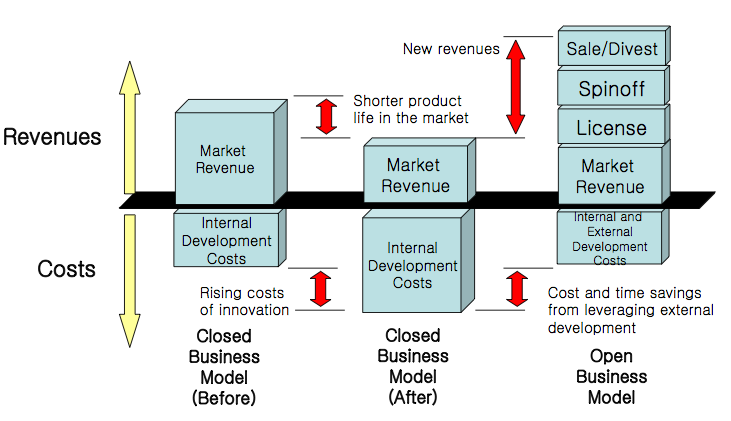 New revenues
Sale/Divest
Spinoff
License
Shorter product
life in the market
Revenues
Market
Revenue
Market
Revenue
Market
Revenue
Costs
Internal
Development
Costs
Internal
Development
Costs
Internal and
External
Development
Costs
Rising costs
of innovation
Cost and time savings
from leveraging external
development
Closed
Business
Model
(Before)
Closed
Business
Model
(After)
Open
Business
Model